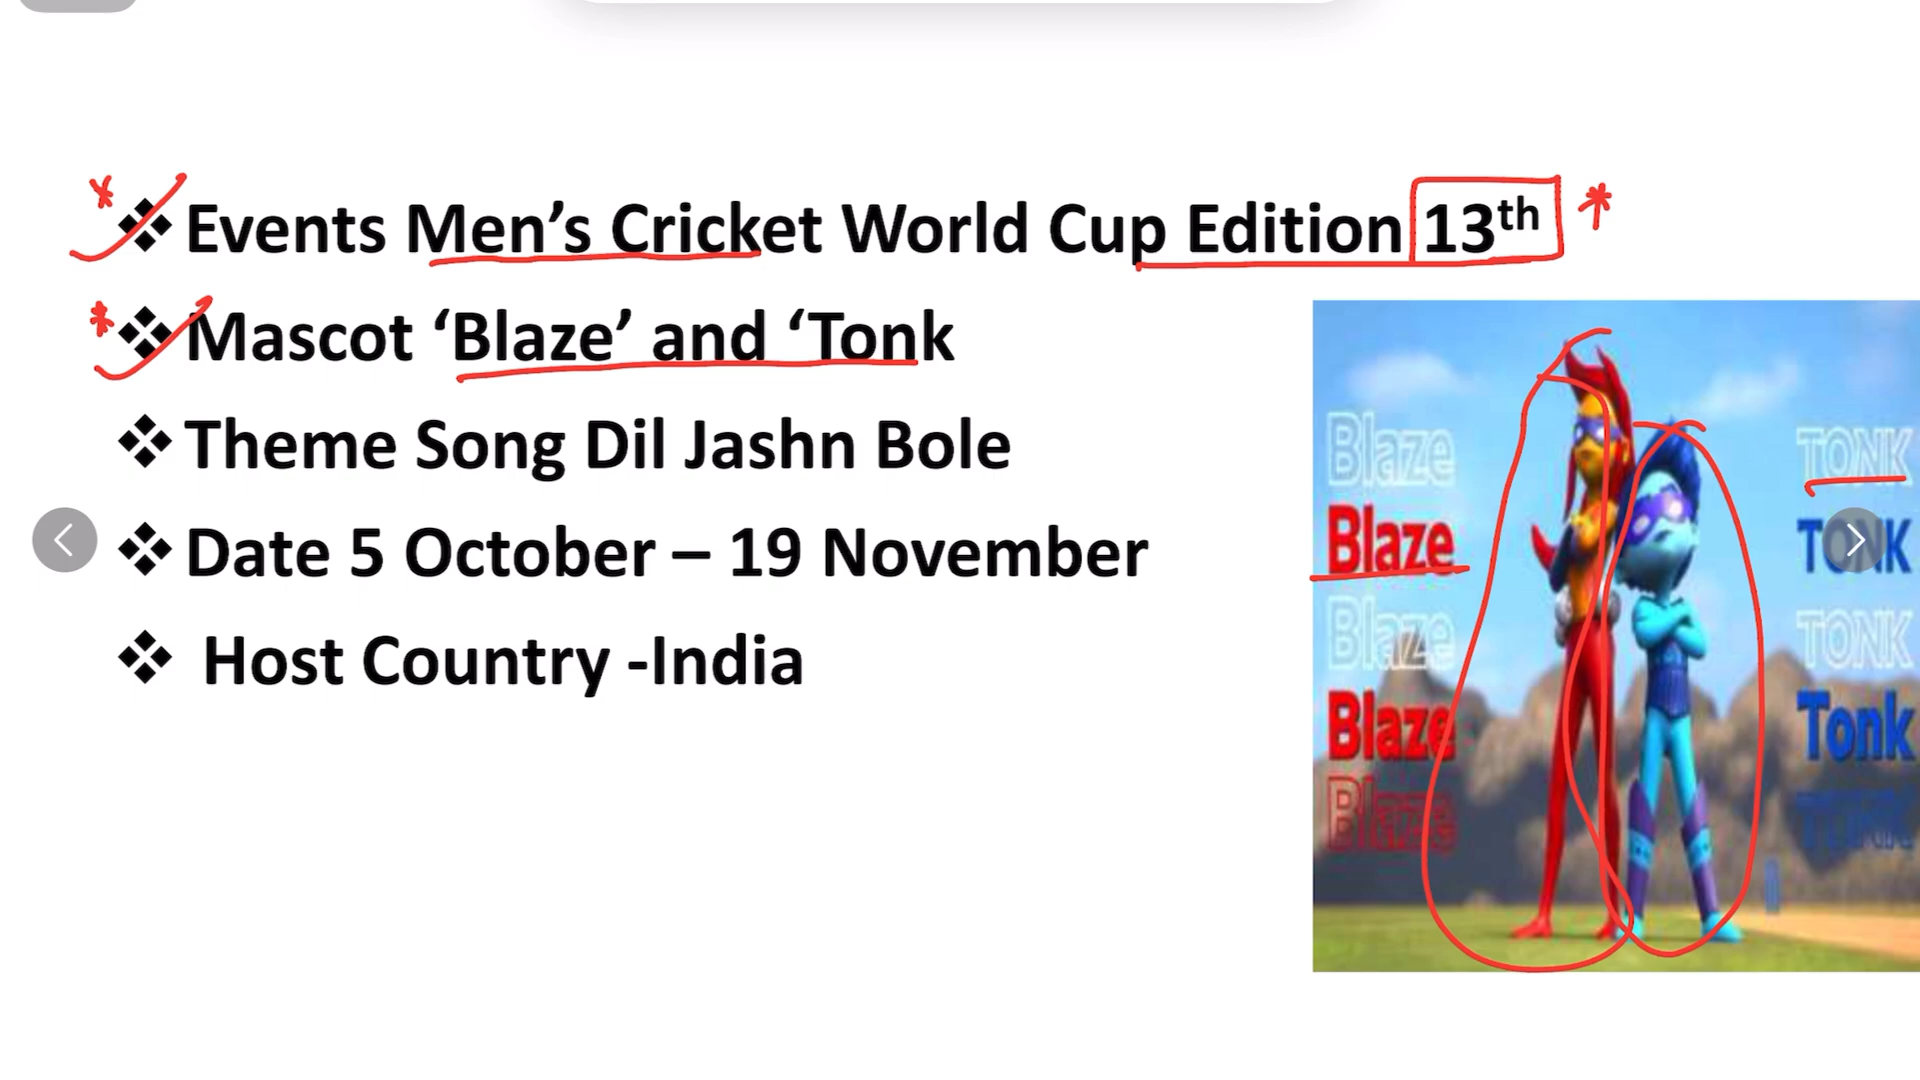 Events Men's Cricket World Cup Edition 13th
Mascot ‘Blaze’ and ‘Tonk
Theme Song Dil Jashn Bole
Date 5 October – 19 November
Host Country -India
Blaze
Blaze
Blaze
Blaze
Blaze
TONK
TONK
TONK
Tonk
TONK